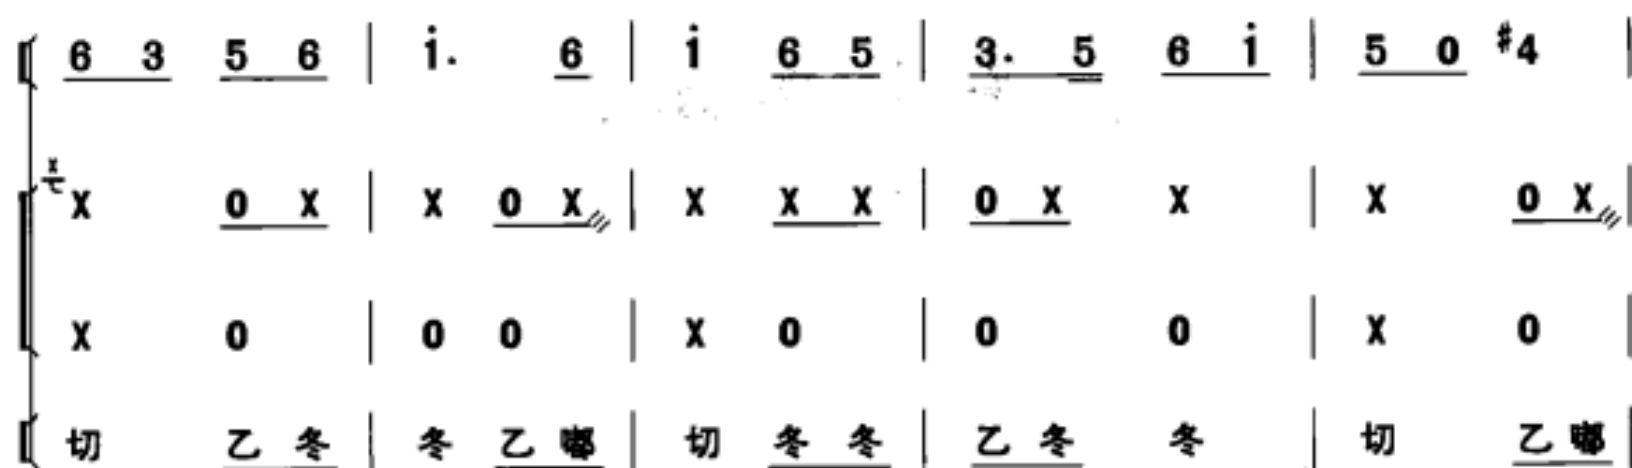 6 3 5 6 | i̇. 6 | i̇ 6 5 | 3. 5 6 i̇ | 5 0 #4 |
X 0 X | X 0 X | X X X | 0 X X | X 0 X |
X 0 | 0 0 | X 0 | 0 0 | X 0 |
切 乙 冬 | 冬 乙 嘟 | 切 冬 冬 | 乙 冬 冬 | 切 乙 嘟 |